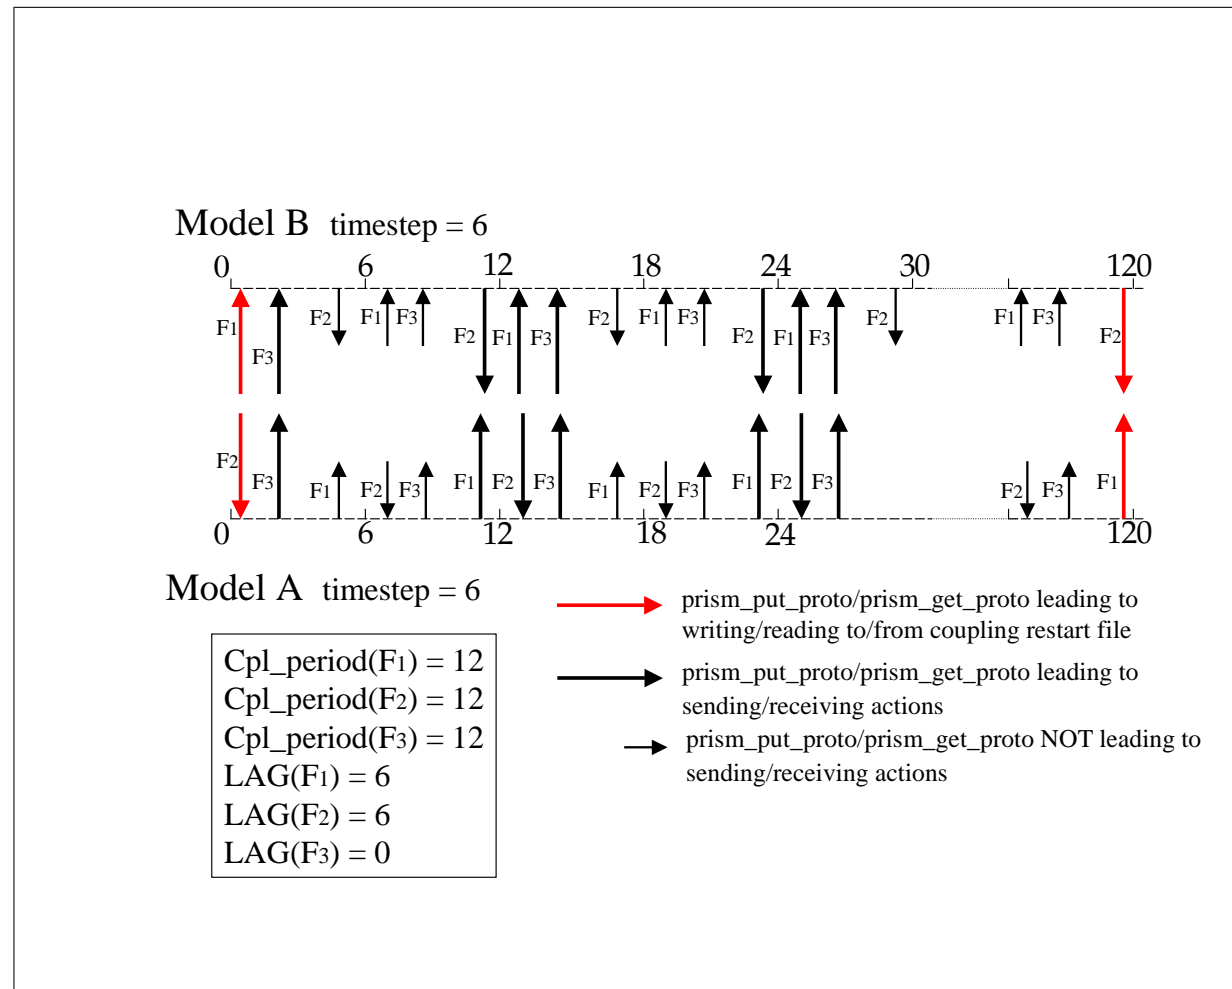 Model B timestep = 6
0 6 12 18 24 30 120
F1 F3 F2 F1 F3 F2 F1 F3 F2 F1 F3 F2 F1 F3 F2 F1 F3 F2
F2 F3 F1 F2 F3 F1 F2 F3 F1 F2 F3 F1 F2 F3 F2 F3 F1
0 6 12 18 24 120
Model A timestep = 6
prism_put_proto/prism_get_proto leading to
writing/reading to/from coupling restart file
prism_put_proto/prism_get_proto leading to
sending/receiving actions
prism_put_proto/prism_get_proto NOT leading to
sending/receiving actions
Cpl_period(F1) = 12
Cpl_period(F2) = 12
Cpl_period(F3) = 12
LAG(F1) = 6
LAG(F2) = 6
LAG(F3) = 0